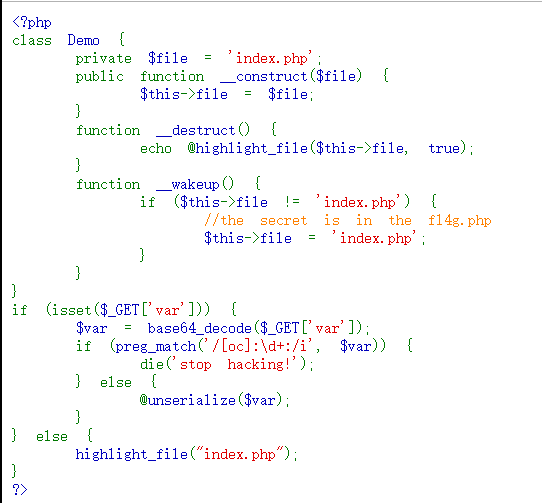 <?php
class Demo {
private $file = 'index.php';
public function __construct($file) {
$this->file = $file;
}
function __destruct() {
echo @highlight_file($this->file, true);
}
function __wakeup() {
if ($this->file != 'index.php') {
//the secret is in the fl4g.php
$this->file = 'index.php';
}
}
}
if (isset($_GET['var'])) {
$var = base64_decode($_GET['var']);
if (preg_match('/[oc]:\d+:/i', $var)) {
die('stop hacking!');
} else {
@unserialize($var);
}
} else {
highlight_file("index.php");
}
?>